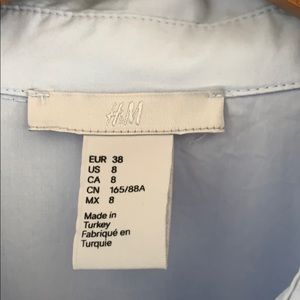 H&M
EUR 38
US 8
CA 8
CN 165/88A
MX 8
Made in
Turkey
Fabriqué en
Turquie